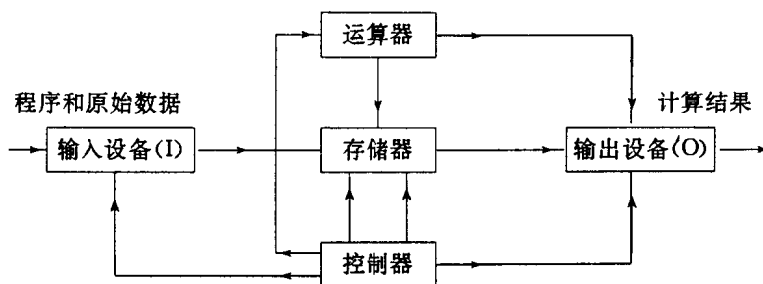 运算器
程序和原始数据
计算结果
输入设备(I)
存储器
输出设备(O)
控制器